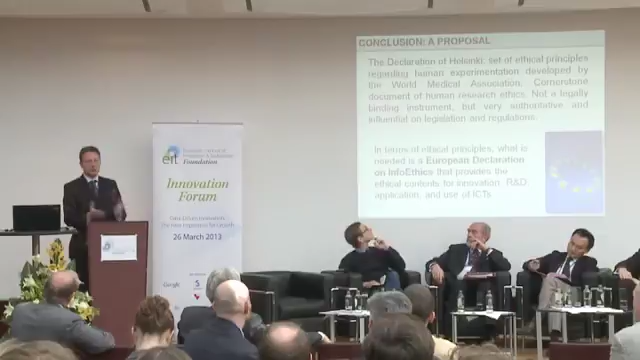 CONCLUSION: A PROPOSAL
The Declaration of Helsinki: set of ethical principles
regarding human experimentation developed by
the World Medical Association. Cornerstone
document of human research ethics. Not a legally
binding instrument, but very authoritative and
influential on legislation and regulations.
In terms of ethical principles, what is
needed is a European Declaration
on InfoEthics that provides the
ethical contents for innovation, R&D
application, and use of ICTs
eit
Foundation
Innovation
Forum
26 March 2013
Google